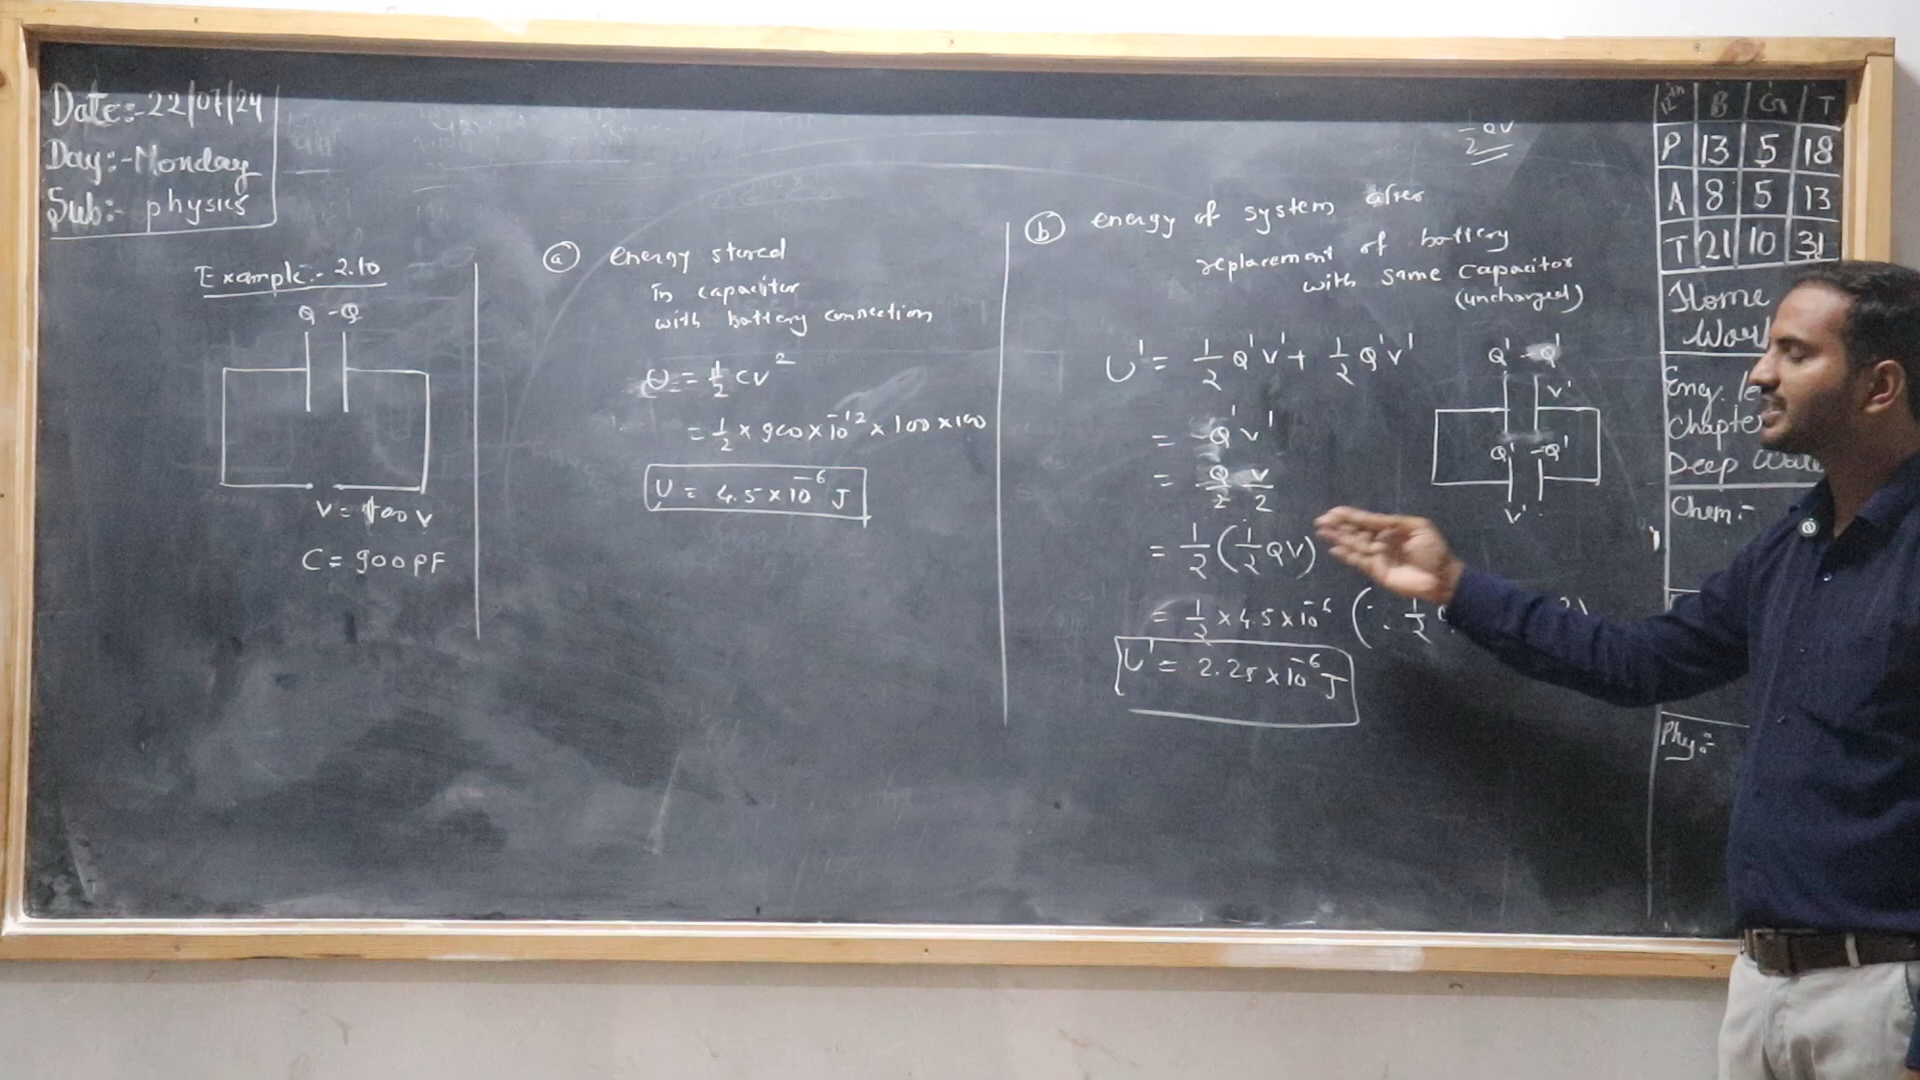 Date:-22/07/24
Day:-Monday
Sub:- physics
Example:- 2.10
Q -Q
V = 100 V
C = 900 PF
(a) energy stored
in capacitor
with battery connection
= 1/2 CV²
= 1/2 × 900 × 10⁻¹² × 100 × 100
U = 4.5 × 10⁻⁶ J
1/2 QV
(b) energy of system after
replacement of battery
with same capacitor
(uncharged)
U' = 1/2 Q'V' + 1/2 Q'V'
= Q'V'
= Q/2 V/2
= 1/2 (1/2 QV)
= 1/2 × 4.5 × 10⁻⁶ (∵ 1/2
U' = 2.25 × 10⁻⁶ J
Q' -Q'
V'
Q' -Q'
V'
12th B G T
P 13 5 18
A 8 5 13
T 21 10 31
Home
Work
Eng.
Chapte
Deep
Chem:-
Phy:-